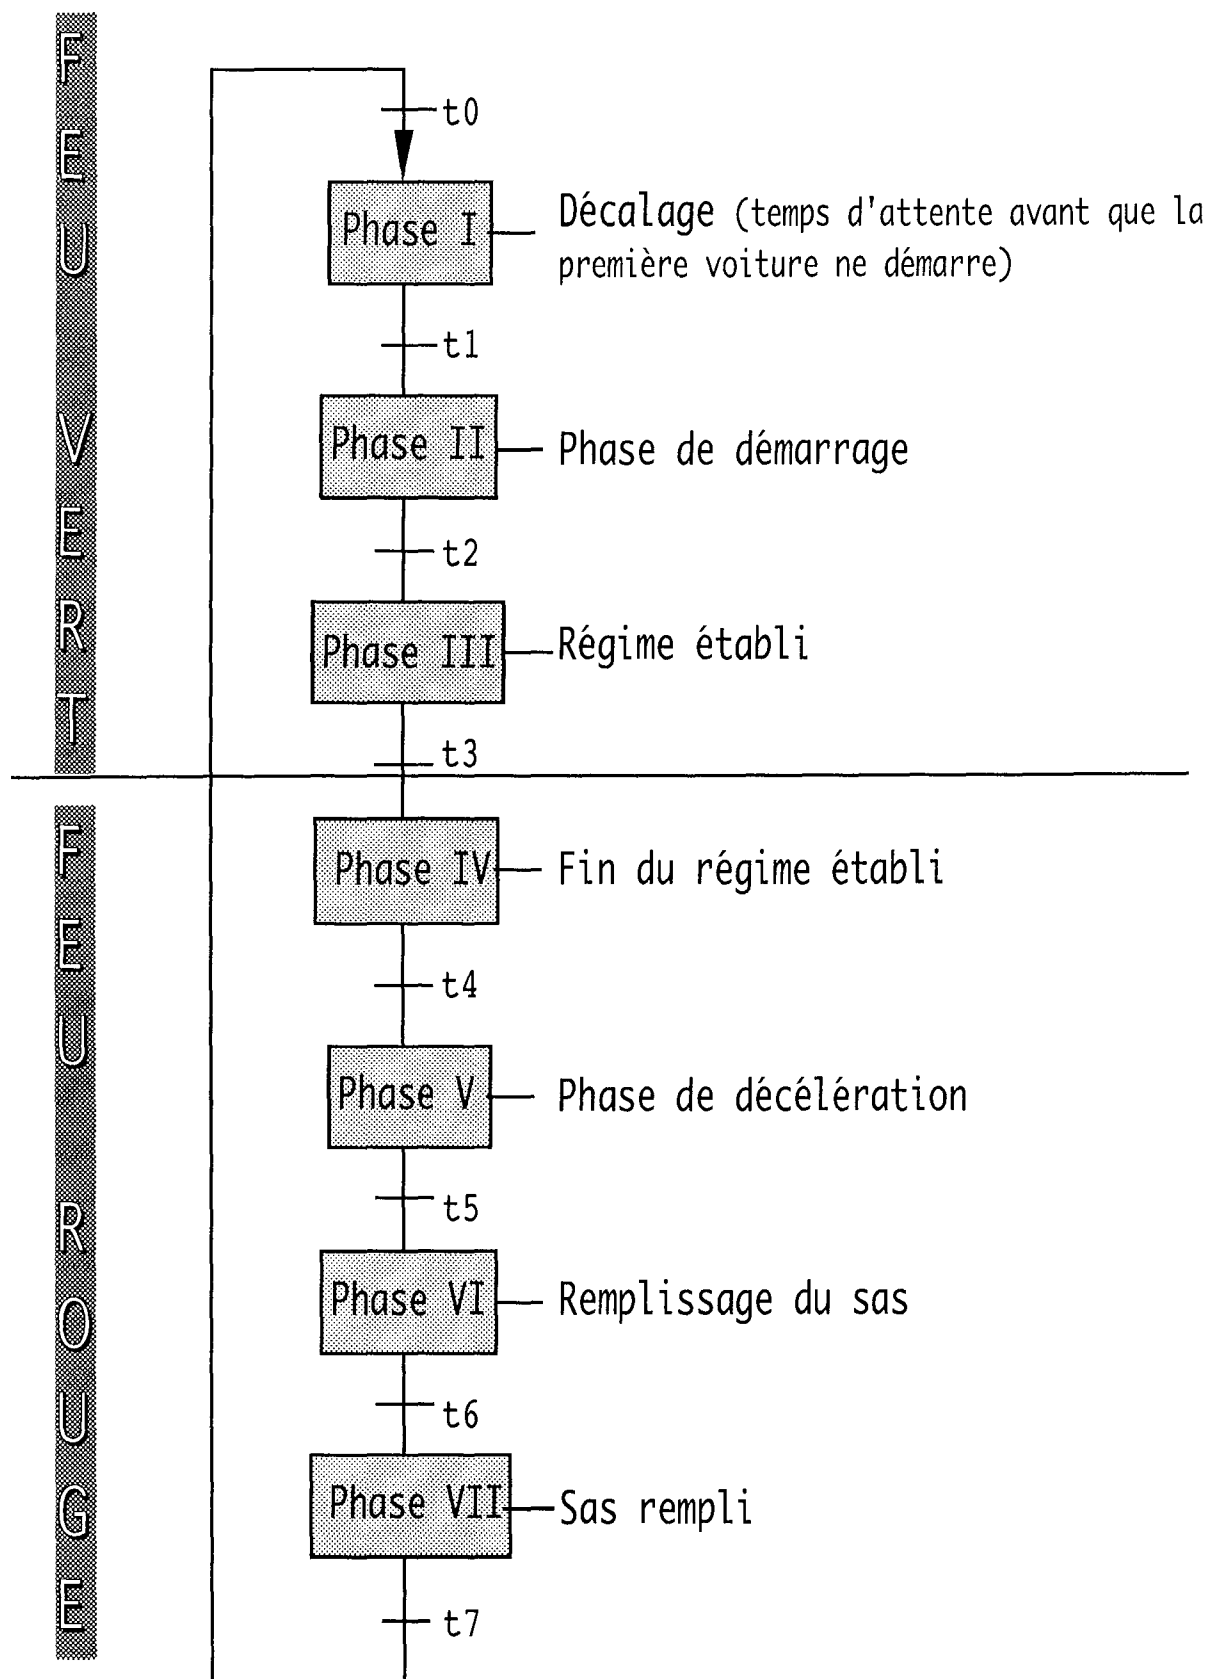 FEU VERT
t0
Phase I
Décalage (temps d'attente avant que la
première voiture ne démarre)
t1
Phase II
Phase de démarrage
t2
Phase III
Régime établi
t3
FEU ROUGE
Phase IV
Fin du régime établi
t4
Phase V
Phase de décélération
t5
Phase VI
Remplissage du sas
t6
Phase VII
Sas rempli
t7